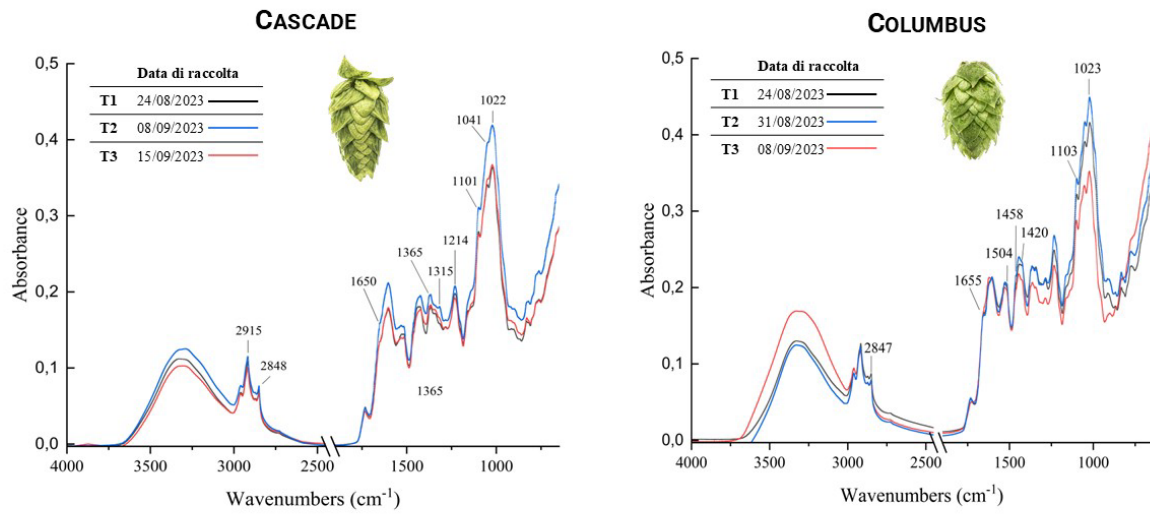 CASCADE
Data di raccolta
T1 24/08/2023
T2 08/09/2023
T3 15/09/2023
0,5
0,4
0,3
0,2
0,1
0,0
Absorbance
1022
1041
1101
1214
1365
1315
1650
2915
2848
1365
4000 3500 3000 2500 1500 1000
Wavenumbers (cm⁻¹)
COLUMBUS
Data di raccolta
T1 24/08/2023
T2 31/08/2023
T3 08/09/2023
0,5
0,4
0,3
0,2
0,1
0,0
Absorbance
1023
1103
1458
1420
1504
1655
2847
4000 3500 3000 2500 1500 1000
Wavenumbers (cm⁻¹)